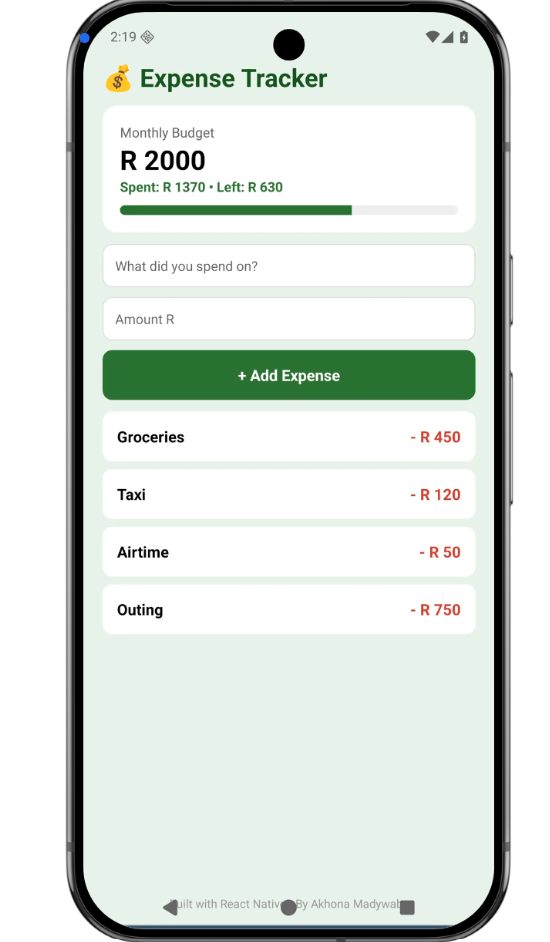 2:19
Expense Tracker
Monthly Budget
R 2000
Spent: R 1370 • Left: R 630
What did you spend on?
Amount R
+ Add Expense
Groceries - R 450
Taxi - R 120
Airtime - R 50
Outing - R 750
with React By Akhona